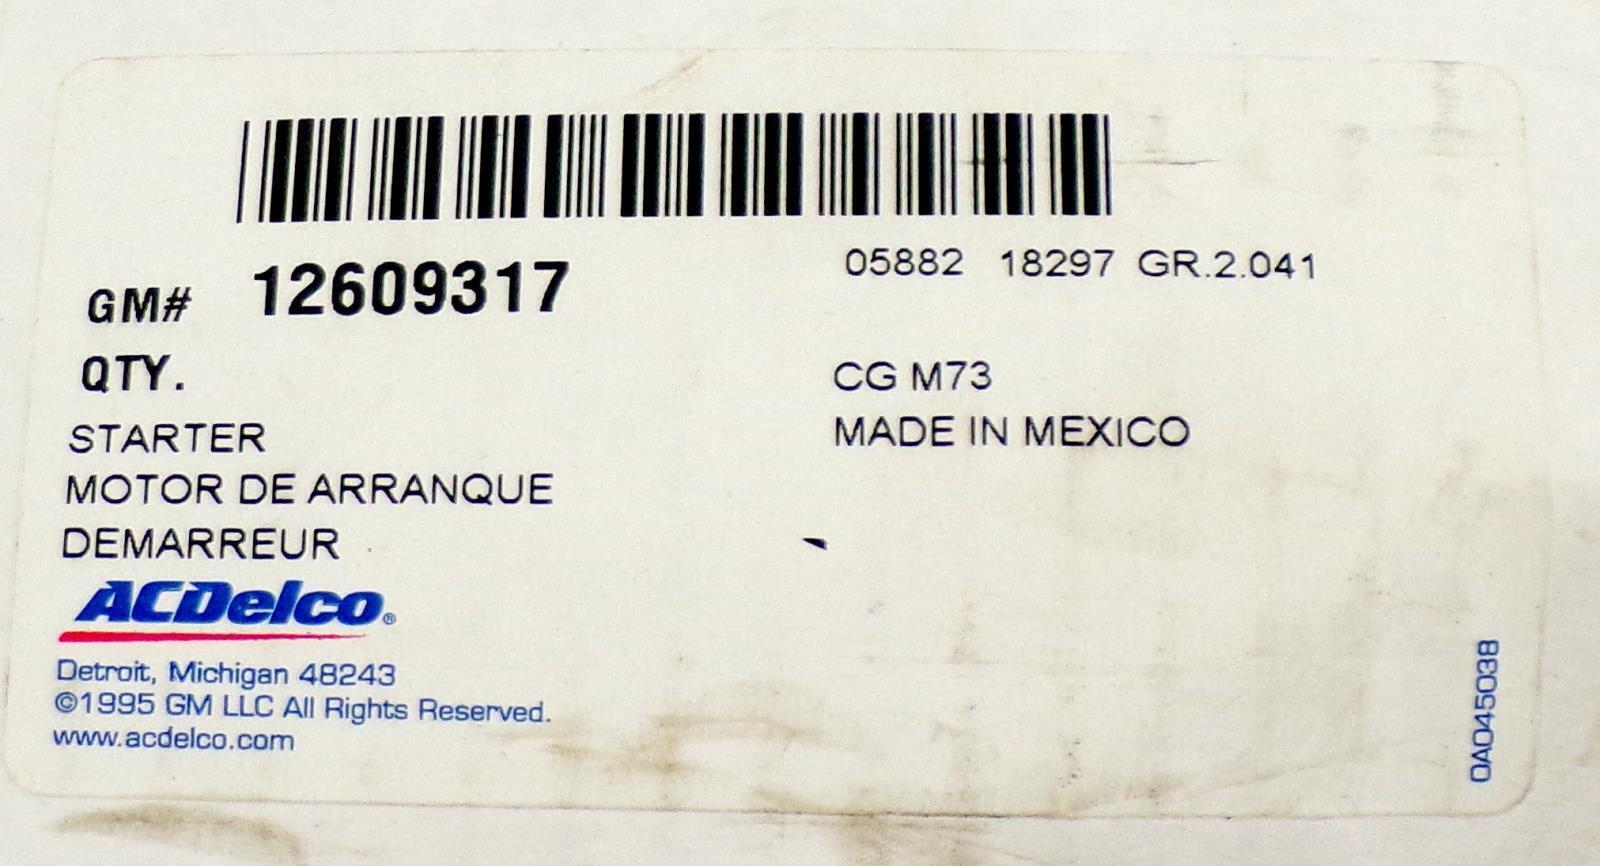 05882 18297 GR.2.041
GM# 12609317
QTY.
CG M73
STARTER
MADE IN MEXICO
MOTOR DE ARRANQUE
DEMARREUR
ACDelco®
Detroit, Michigan 48243
©1995 GM LLC All Rights Reserved.
www.acdelco.com
0A045038